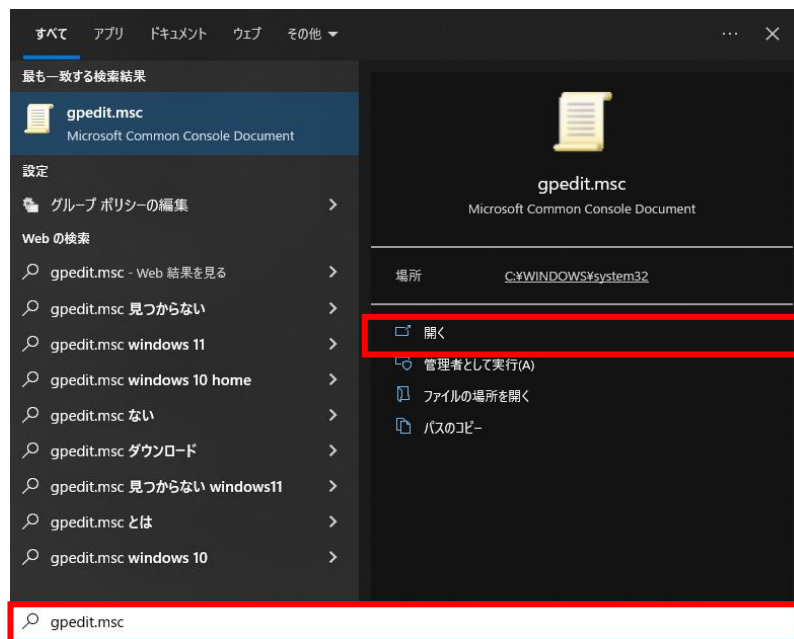 すべて アプリ ドキュメント ウェブ その他 ▼ ··· ×
最も一致する検索結果
gpedit.msc
Microsoft Common Console Document
設定
グループ ポリシーの編集
Web の検索
gpedit.msc - Web 結果を見る
gpedit.msc 見つからない
gpedit.msc windows 11
gpedit.msc windows 10 home
gpedit.msc ない
gpedit.msc ダウンロード
gpedit.msc 見つからない windows11
gpedit.msc とは
gpedit.msc windows 10
gpedit.msc
Microsoft Common Console Document
場所 C:¥WINDOWS¥system32
開く
管理者として実行(A)
ファイルの場所を開く
パスのコピー
gpedit.msc